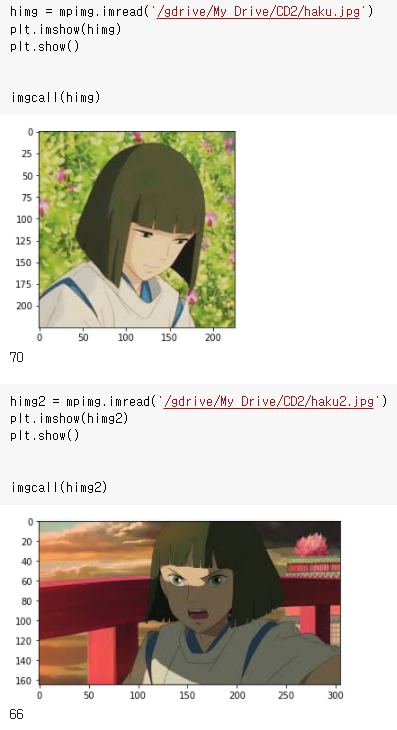 himg = mpimg.imread('/gdrive/My Drive/CD2/haku.jpg')
plt.imshow(himg)
plt.show()
imgcall(himg)
0
25
50
75
100
125
150
175
200
0 50 100 150 200
70
himg2 = mpimg.imread('/gdrive/My Drive/CD2/haku2.jpg')
plt.imshow(himg2)
plt.show()
imgcall(himg2)
0
20
40
60
80
100
120
140
160
0 50 100 150 200 250 300
66